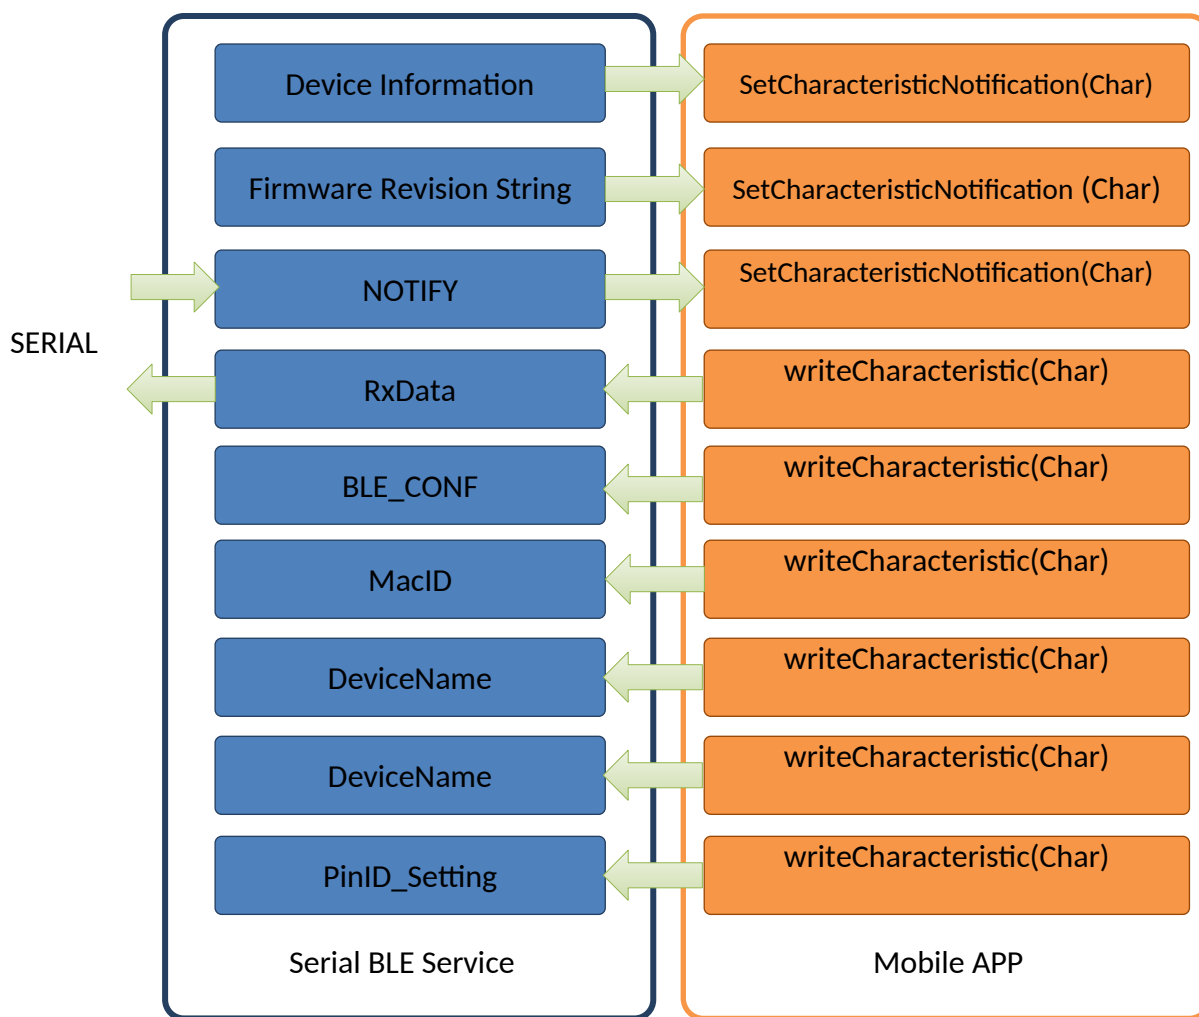 Device Information
SetCharacteristicNotification(Char)
Firmware Revision String
SetCharacteristicNotification (Char)
NOTIFY
SetCharacteristicNotification(Char)
SERIAL
RxData
writeCharacteristic(Char)
BLE_CONF
writeCharacteristic(Char)
MacID
writeCharacteristic(Char)
DeviceName
writeCharacteristic(Char)
DeviceName
writeCharacteristic(Char)
PinID_Setting
writeCharacteristic(Char)
Serial BLE Service
Mobile APP